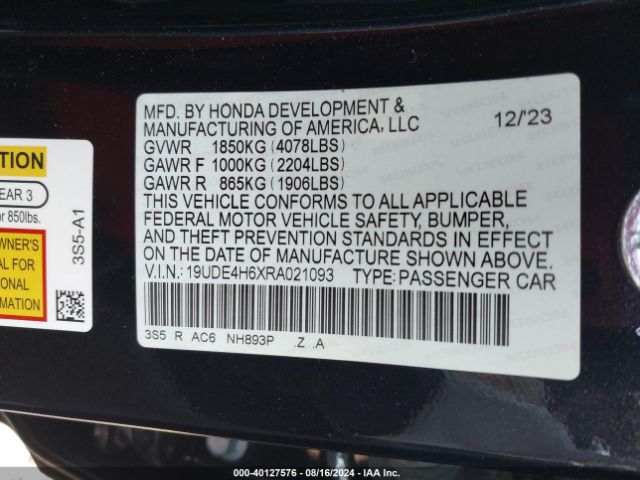 MFD. BY HONDA DEVELOPMENT &
MANUFACTURING OF AMERICA, LLC 12/'23
GVWR 1850KG (4078LBS)
GAWR F 1000KG (2204LBS)
GAWR R 865KG (1906LBS)
THIS VEHICLE CONFORMS TO ALL APPLICABLE
FEDERAL MOTOR VEHICLE SAFETY, BUMPER,
AND THEFT PREVENTION STANDARDS IN EFFECT
ON THE DATE OF MANUFACTURE SHOWN ABOVE.
V.I.N.: 19UDE4H6XRA021093 TYPE: PASSENGER CAR
3S5 R AC6 NH893P .Z .A
TION
EAR 3
r 850lbs.
WNER'S
AL FOR
IONAL
MATION
3S5-A1
000-40127576 - 08/16/2024 - IAA Inc.